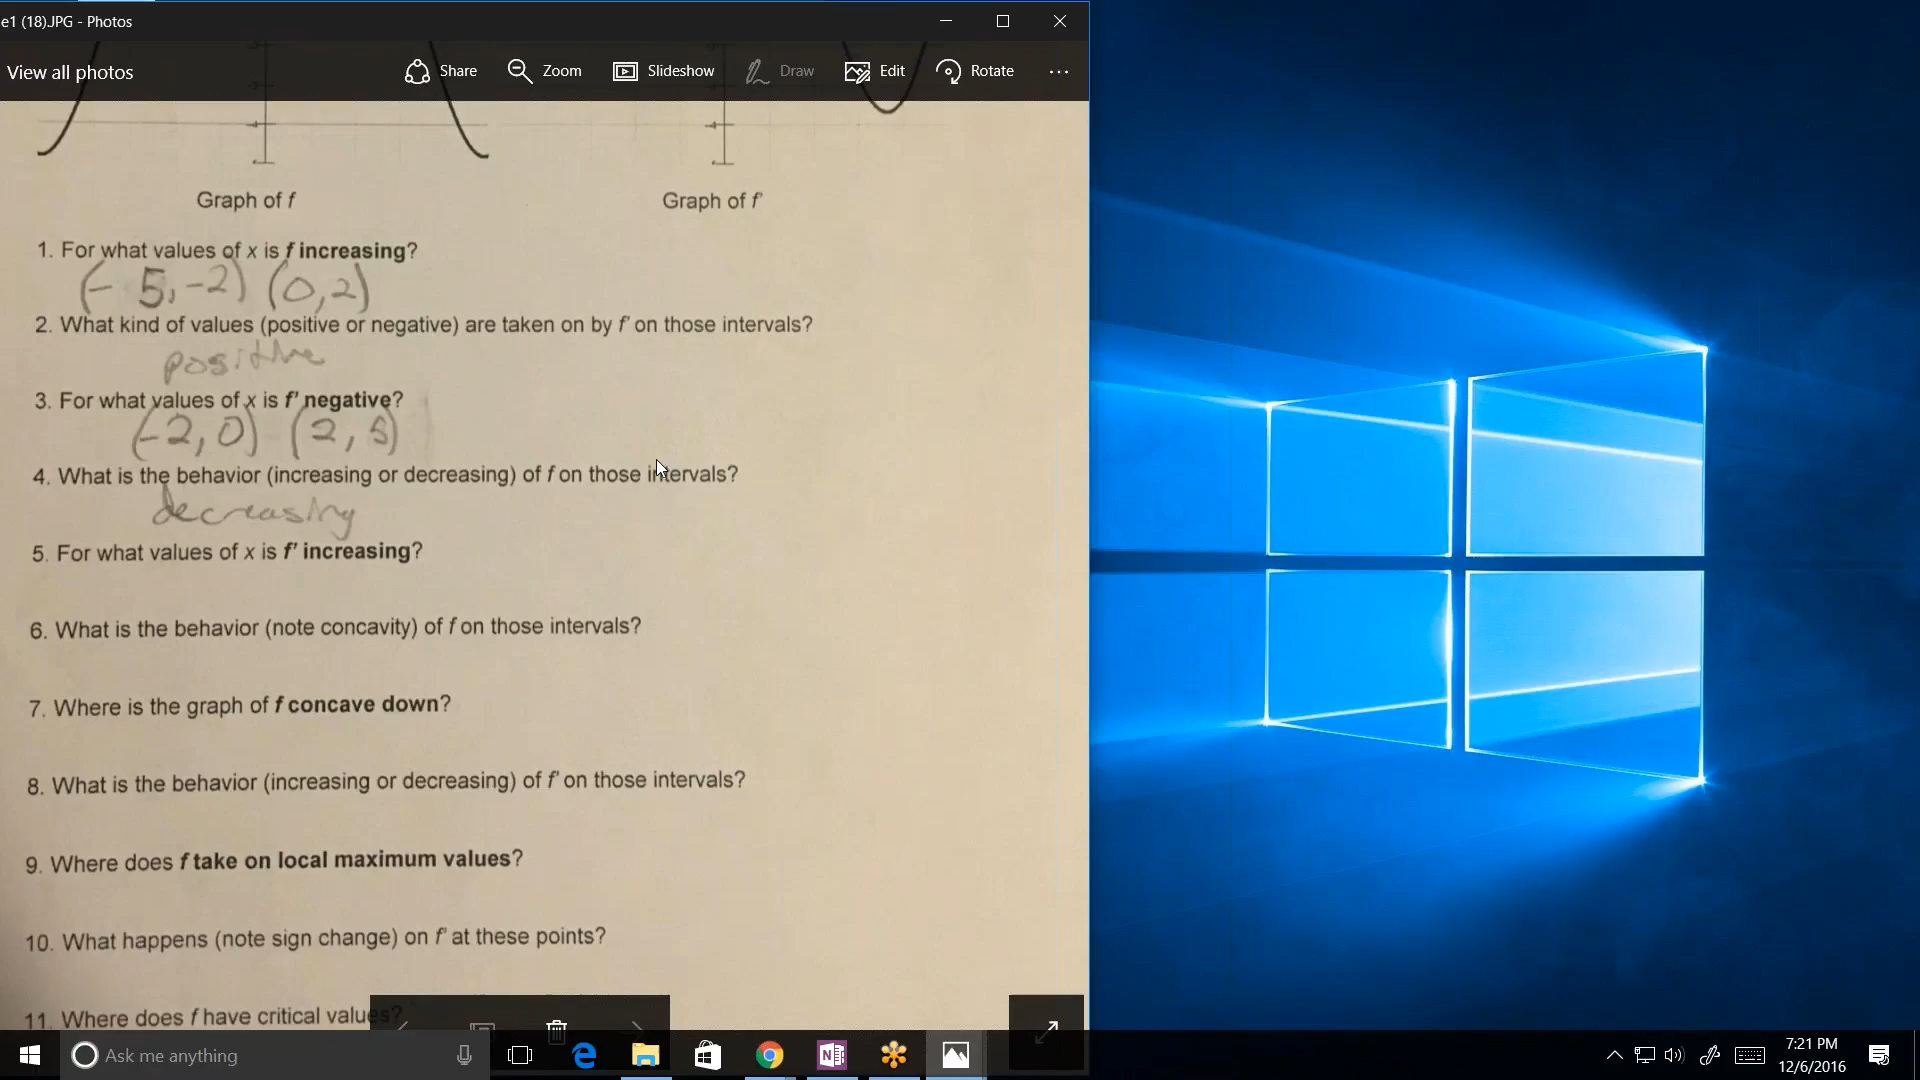 e1 (18).JPG - Photos
View all photos
Share
Zoom
Slideshow
Draw
Edit
Rotate
Graph of f
Graph of f'
1. For what values of x is f increasing?
(- 5, -2) (0,2)
2. What kind of values (positive or negative) are taken on by f' on those intervals?
positive
3. For what values of x is f' negative?
(-2, 0) (2, 5)
4. What is the behavior (increasing or decreasing) of f on those intervals?
decreasing
5. For what values of x is f' increasing?
6. What is the behavior (note concavity) of f on those intervals?
7. Where is the graph of f concave down?
8. What is the behavior (increasing or decreasing) of f' on those intervals?
9. Where does f take on local maximum values?
10. What happens (note sign change) on f' at these points?
11. Where does f have critical values?
Ask me anything
7:21 PM
12/6/2016